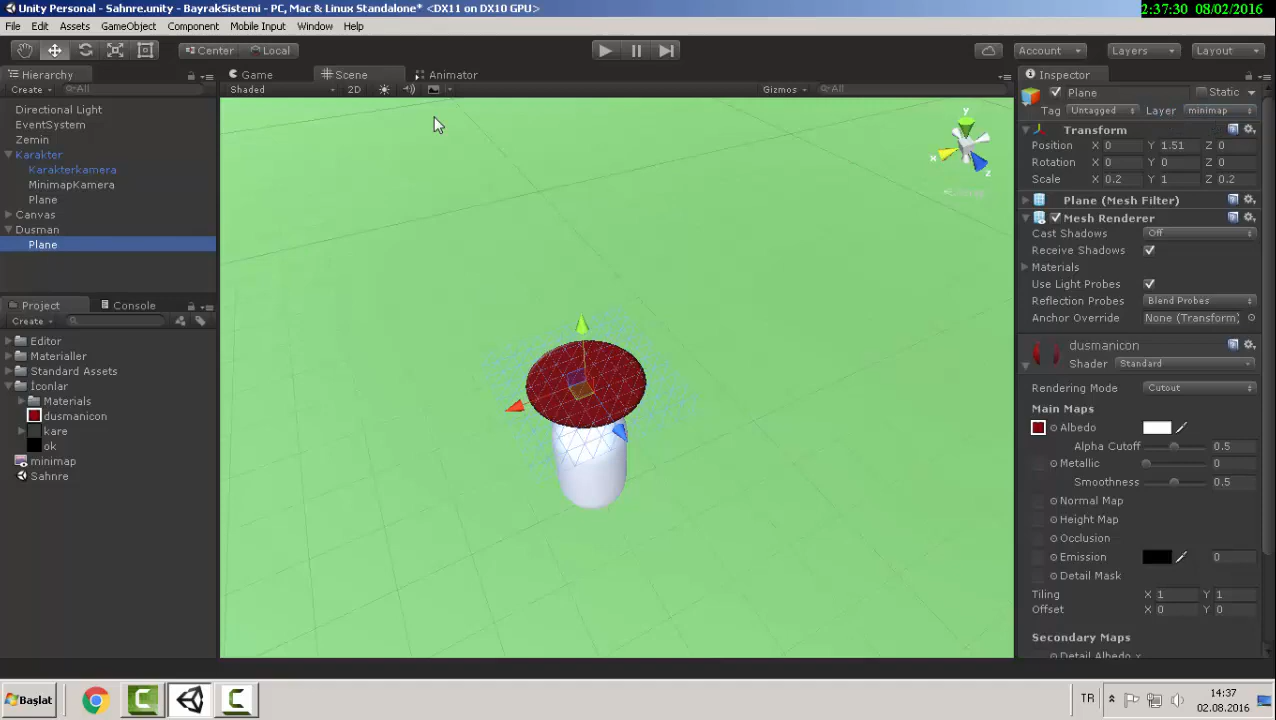 Unity Personal - Sahnre.unity - BayrakSistemi - PC, Mac & Linux Standalone* <DX11 on DX10 GPU>
2:37:30 08/02/2016
File Edit Assets GameObject Component Mobile Input Window Help
Center Local Account Layers Layout
Hierarchy Game Scene Animator Inspector
Create All Shaded 2D Gizmos All
Plane Static
Tag Untagged Layer minimap
Directional Light
EventSystem
Zemin
Karakter
Karakterkamera
MinimapKamera
Plane
Canvas
Dusman
Plane
Project Console
Create
Editor
Materialler
Standard Assets
İconlar
Materials
dusmanicon
kare
ok
minimap
Sahnre
y
x
z
Transform
Position X 0 Y 1.51 Z 0
Rotation X 0 Y 0 Z 0
Scale X 0.2 Y 1 Z 0.2
Plane (Mesh Filter)
Mesh Renderer
Cast Shadows Off
Receive Shadows
Materials
Use Light Probes
Reflection Probes Blend Probes
Anchor Override None (Transform)
dusmanicon
Shader Standard
Rendering Mode Cutout
Main Maps
Albedo
Alpha Cutoff 0.5
Metallic 0
Smoothness 0.5
Normal Map
Height Map
Occlusion
Emission 0
Detail Mask
Tiling X 1 Y 1
Offset X 0 Y 0
Secondary Maps
Detail Albedo x
Başlat
TR
14:37
02.08.2016